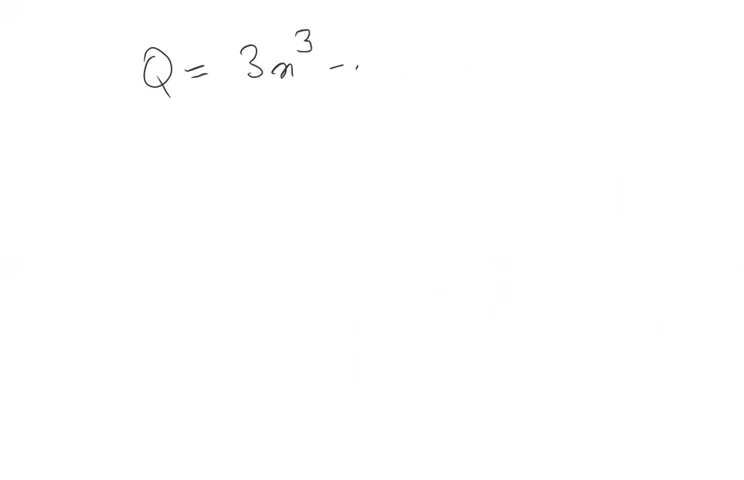 Q = 3x³ -